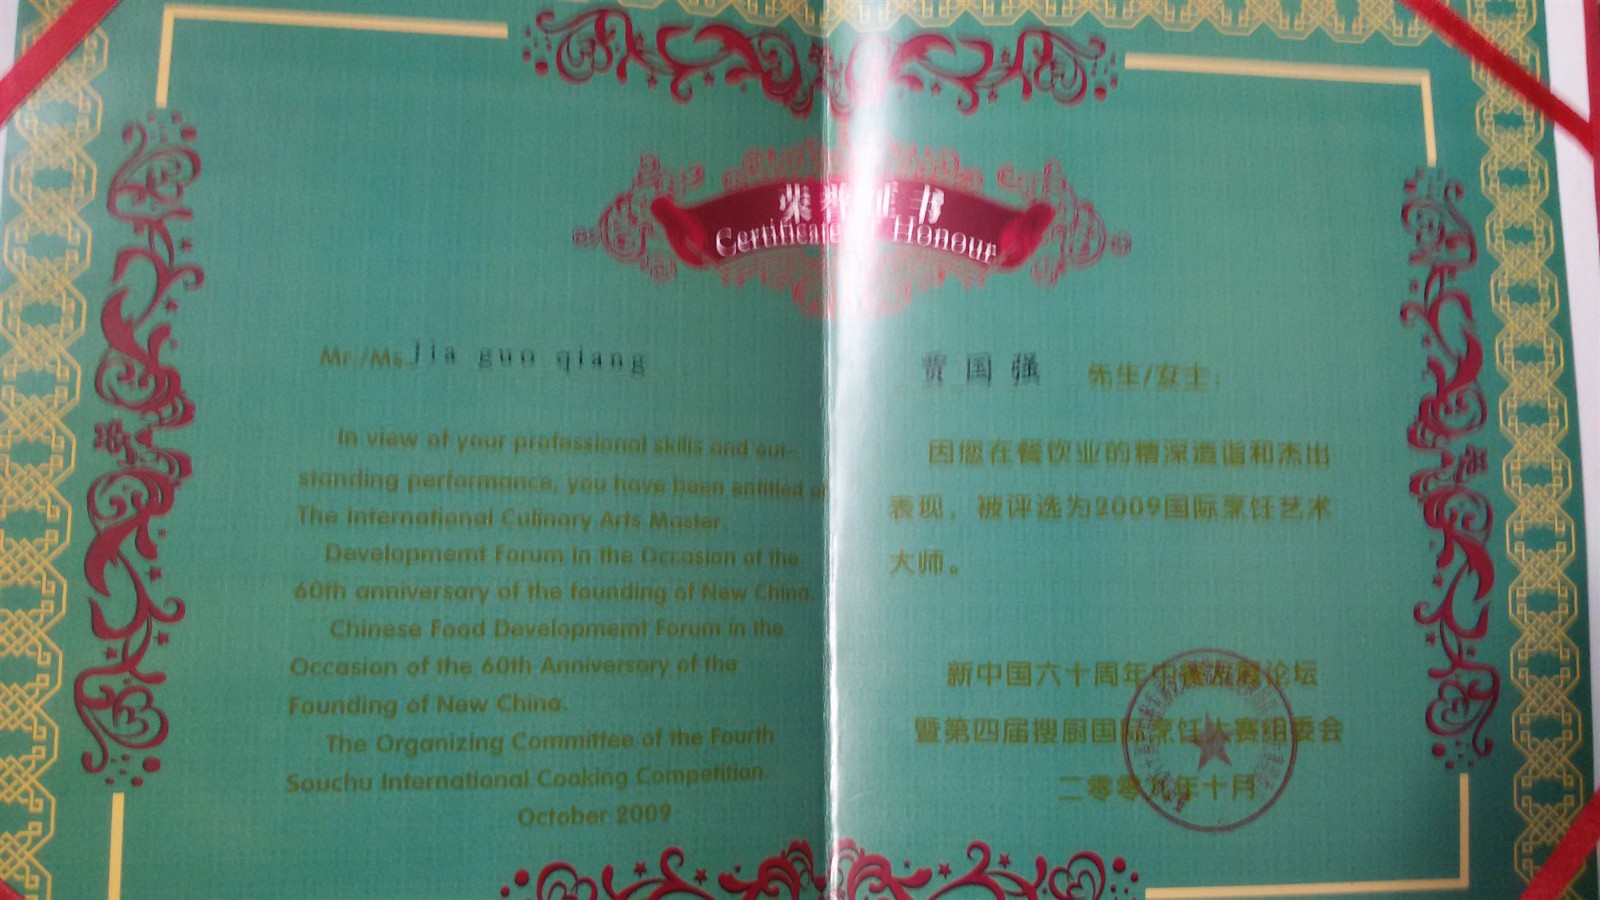 荣誉证书
Certificate Honour
Mr./Ms. jia guo qiang
In view of your professional skills and out-
standing performance, you have been entitled
The International Culinary Arts Master.
Developmemt Forum in the Occasion of the
60th anniversary of the founding of New China.
Chinese Food Developmemt Forum in the
Occasion of the 60th Anniversary of the
Founding of New China.
The Organizing Committee of the Fourth
Souchu International Cooking Competition.
October 2009
贾国强 先生/女士:
因您在餐饮业的精深造诣和杰出
表现，被评选为2009国际烹饪艺术
大师。
新中国六十周年中餐发展论坛
暨第四届搜厨国际烹饪大赛组委会
二零零九年十月